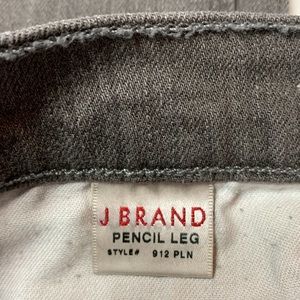 J BRAND
PENCIL LEG
STYLE# 912 PLN